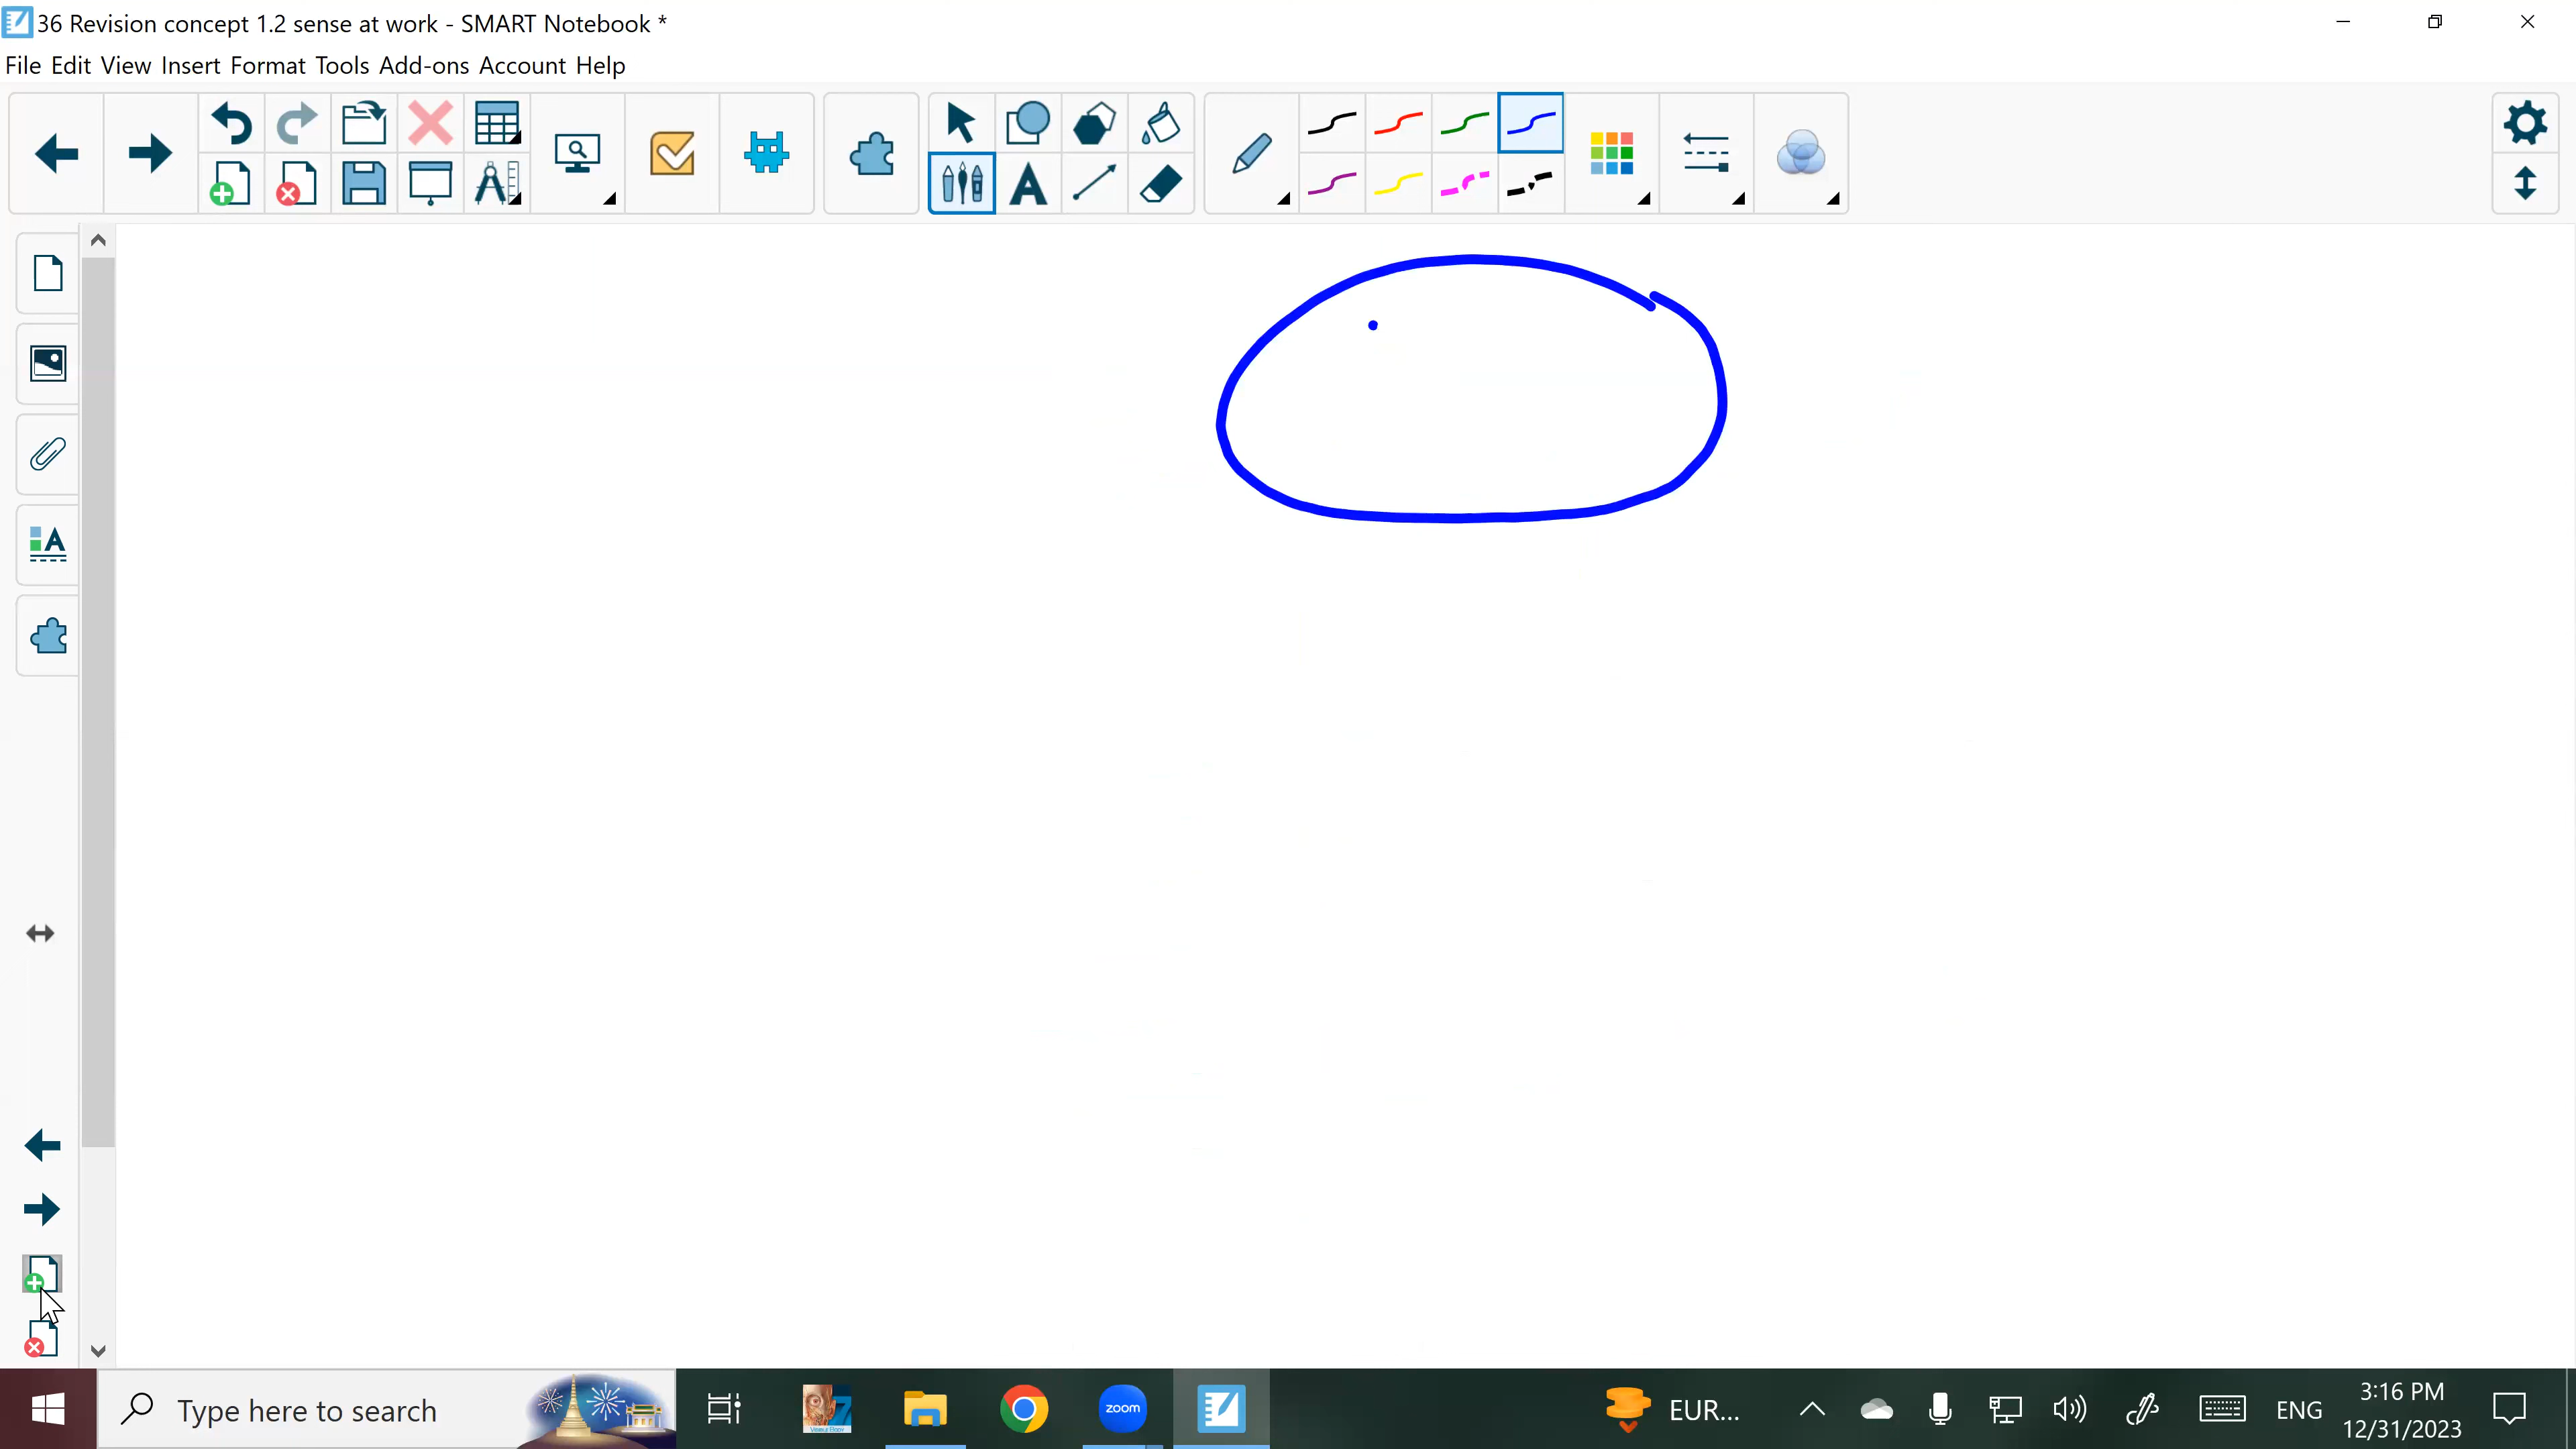 36 Revision concept 1.2 sense at work - SMART Notebook *
File Edit View Insert Format Tools Add-ons Account Help
Type here to search
zoom
EUR...
ENG
3:16 PM
12/31/2023